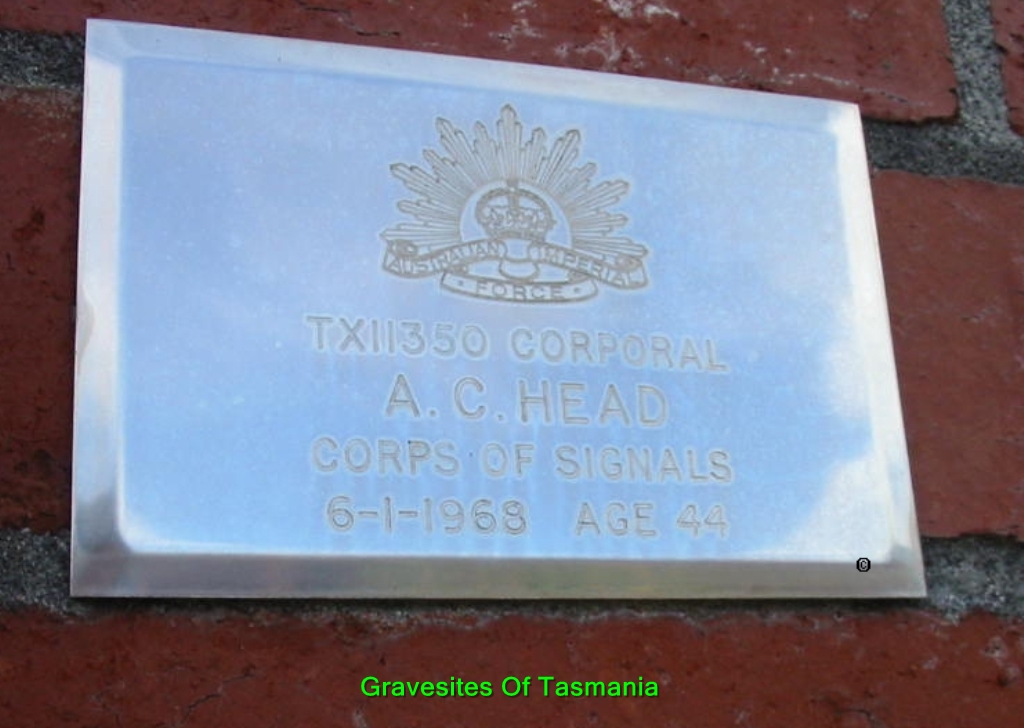 AUSTRALIAN IMPERIAL
FORCE
TX11350 CORPORAL
A. C. HEAD
CORPS OF SIGNALS
6-1-1968 AGE 44
©
Gravesites Of Tasmania